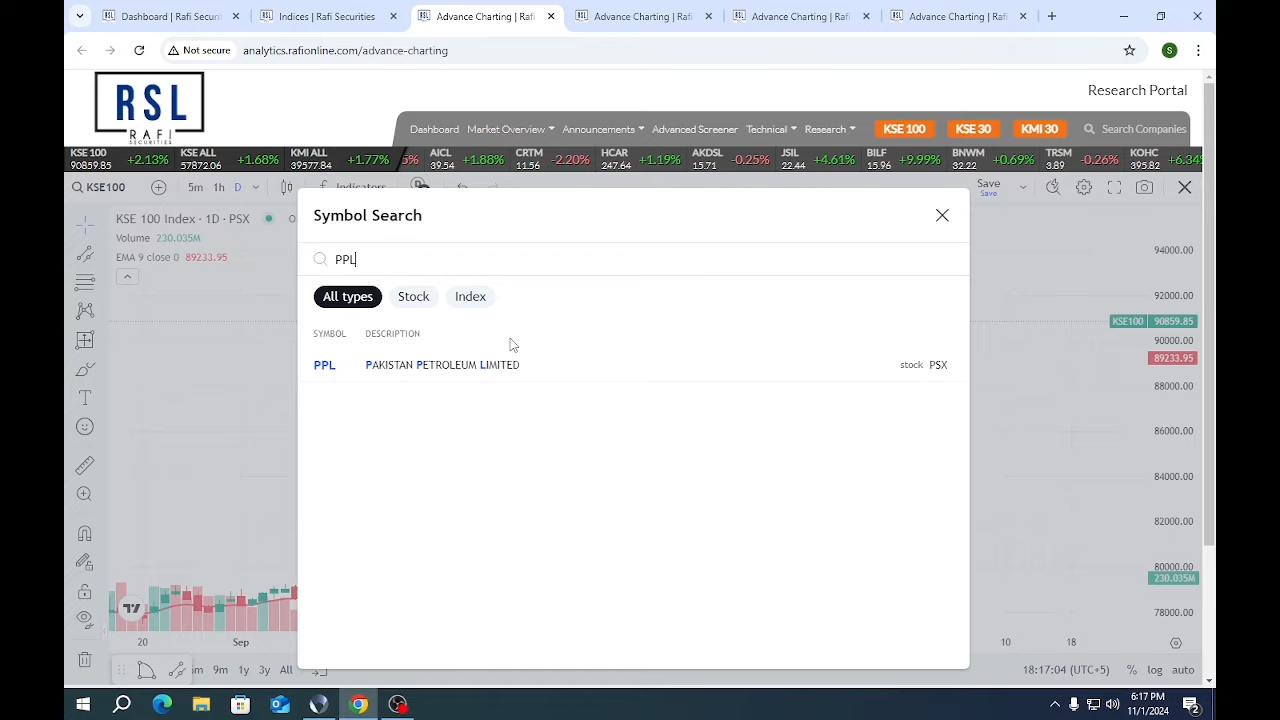 Dashboard | Rafi Securi
Indices | Rafi Securities
Advance Charting | Rafi
Advance Charting | Rafi
Advance Charting | Rafi
Advance Charting | Rafi
Not secure
analytics.rafionline.com/advance-charting
S
RSL
RAFI
SECURITIES
Research Portal
Dashboard Market Overview Announcements Advanced Screener Technical Research KSE 100 KSE 30 KMI 30 Search Companies
KSE 100 +2.13% KSE ALL +1.68% KMI ALL +1.77% 5% AICL +1.88% CRTM -2.20% HCAR +1.19% AKDSL -0.25% JSIL +4.61% BILF +9.99% BNWM +0.69% TRSM -0.26% KOHC +6.34
90859.85 57872.06 89577.84 39.54 11.56 247.64 15.71 22.44 15.96 32.22 3.89 395.82
KSE100 5m 1h D Indicators Save
Save
Symbol Search
KSE 100 Index · 1D · PSX
Volume 230.035M
EMA 9 close 0 89233.95
PPL
All types Stock Index
SYMBOL DESCRIPTION
PPL PAKISTAN PETROLEUM LIMITED stock PSX
94000.00
92000.00
KSE100 90859.85
90000.00
89233.95
88000.00
86000.00
84000.00
82000.00
80000.00
230.035M
78000.00
20 Sep 10 18
9m 1y 3y All 18:17:04 (UTC+5) % log auto
6:17 PM
11/1/2024
2